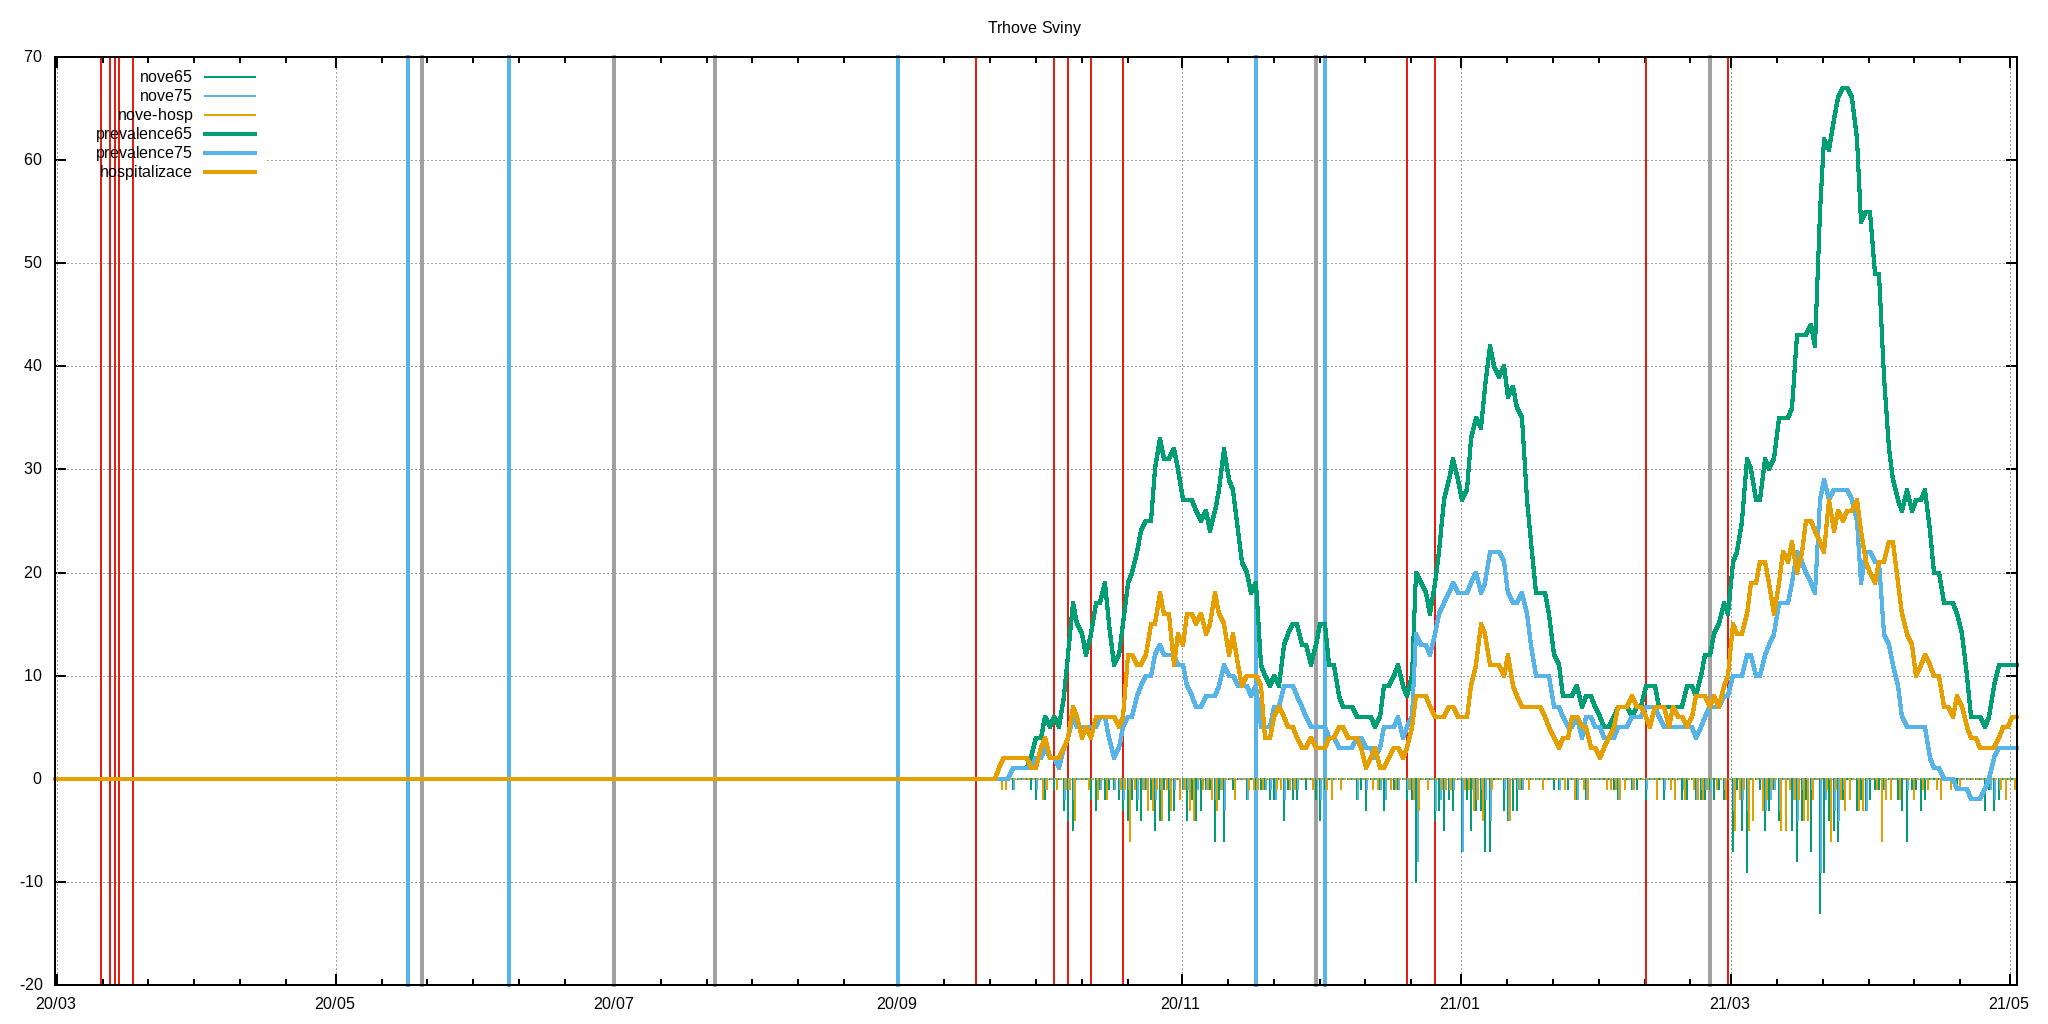 Trhove Sviny
70
60
50
40
30
20
10
0
-10
-20
nove65
nove75
nove-hosp
prevalence65
prevalence75
hospitalizace
20/03 20/05 20/07 20/09 20/11 21/01 21/03 21/05